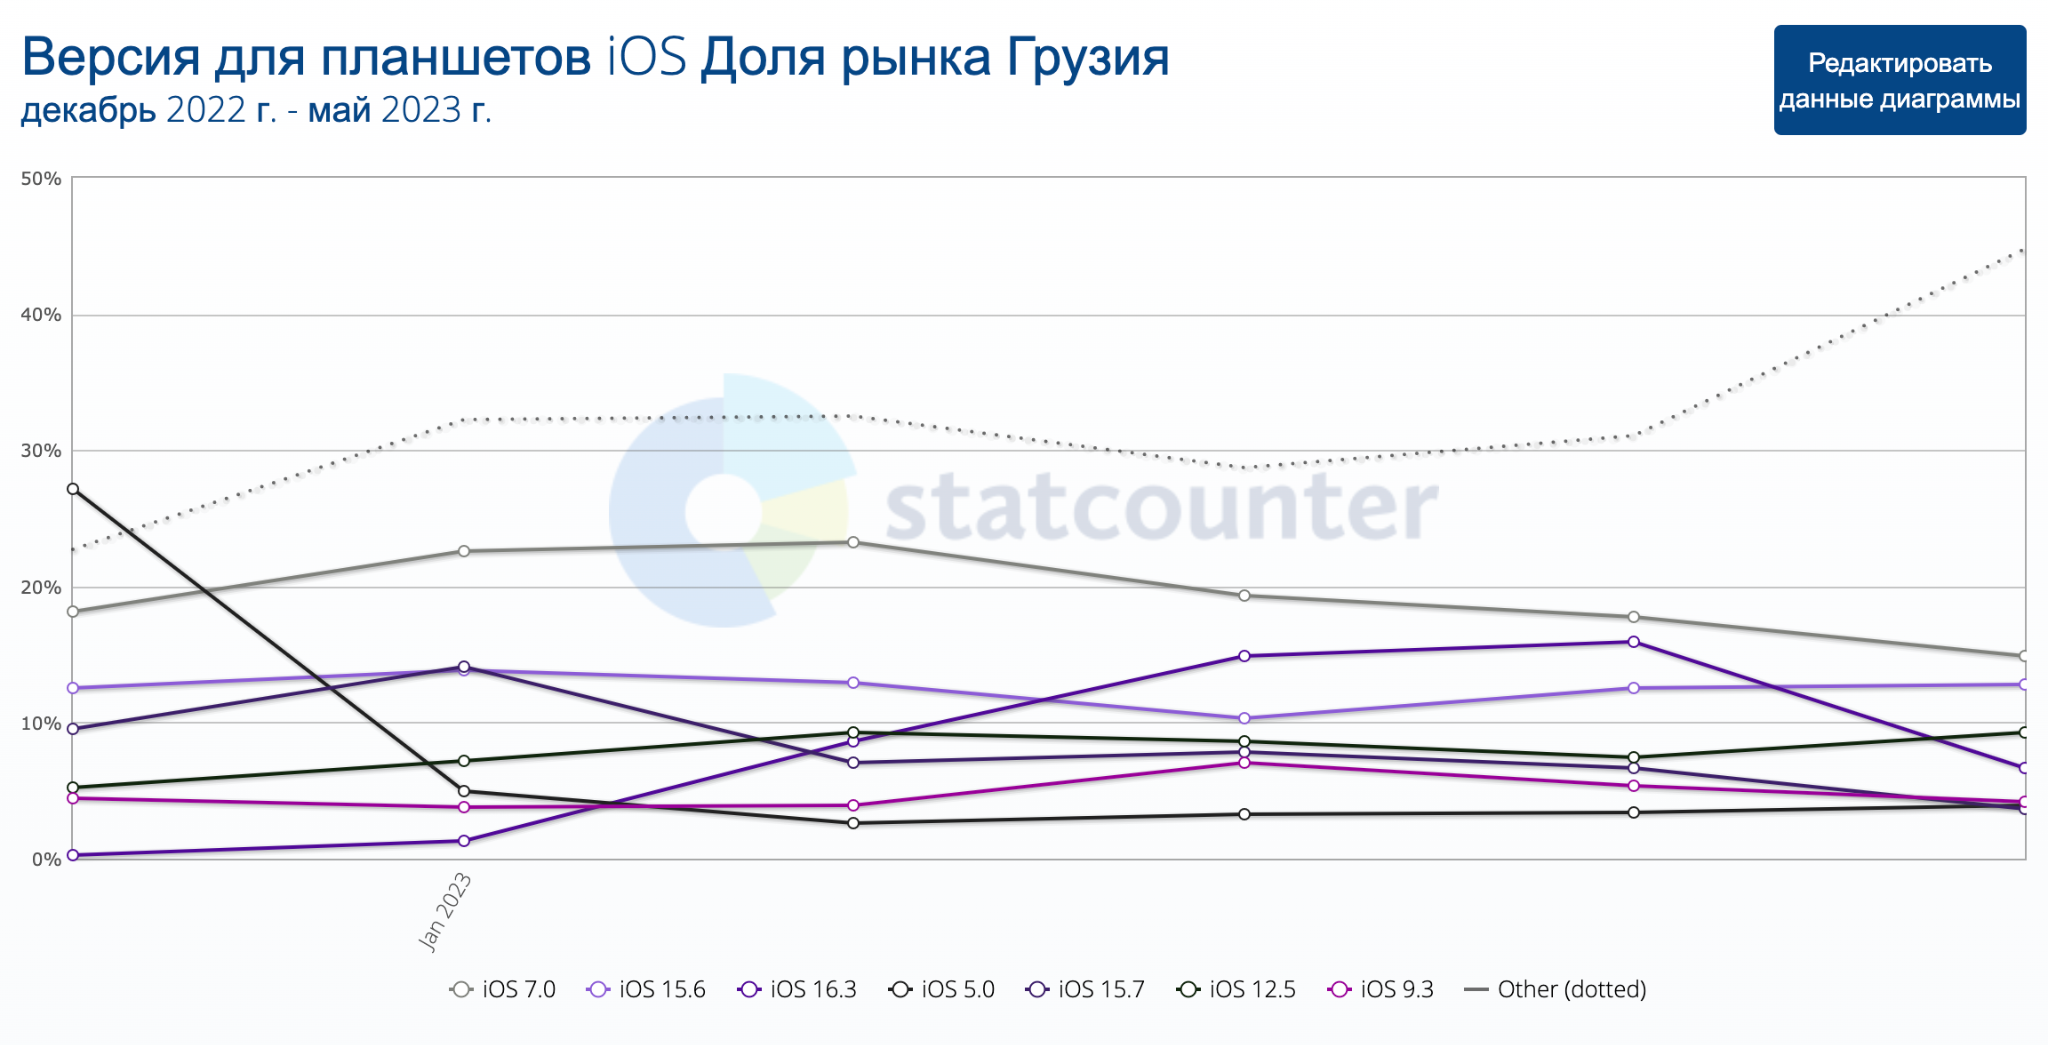 Версия для планшетов iOS Доля рынка Грузия
декабрь 2022 г. - май 2023 г.
Редактировать
данные диаграммы
50%
40%
30%
20%
10%
0%
statcounter
Jan 2023
iOS 7.0 iOS 15.6 iOS 16.3 iOS 5.0 iOS 15.7 iOS 12.5 iOS 9.3 Other (dotted)